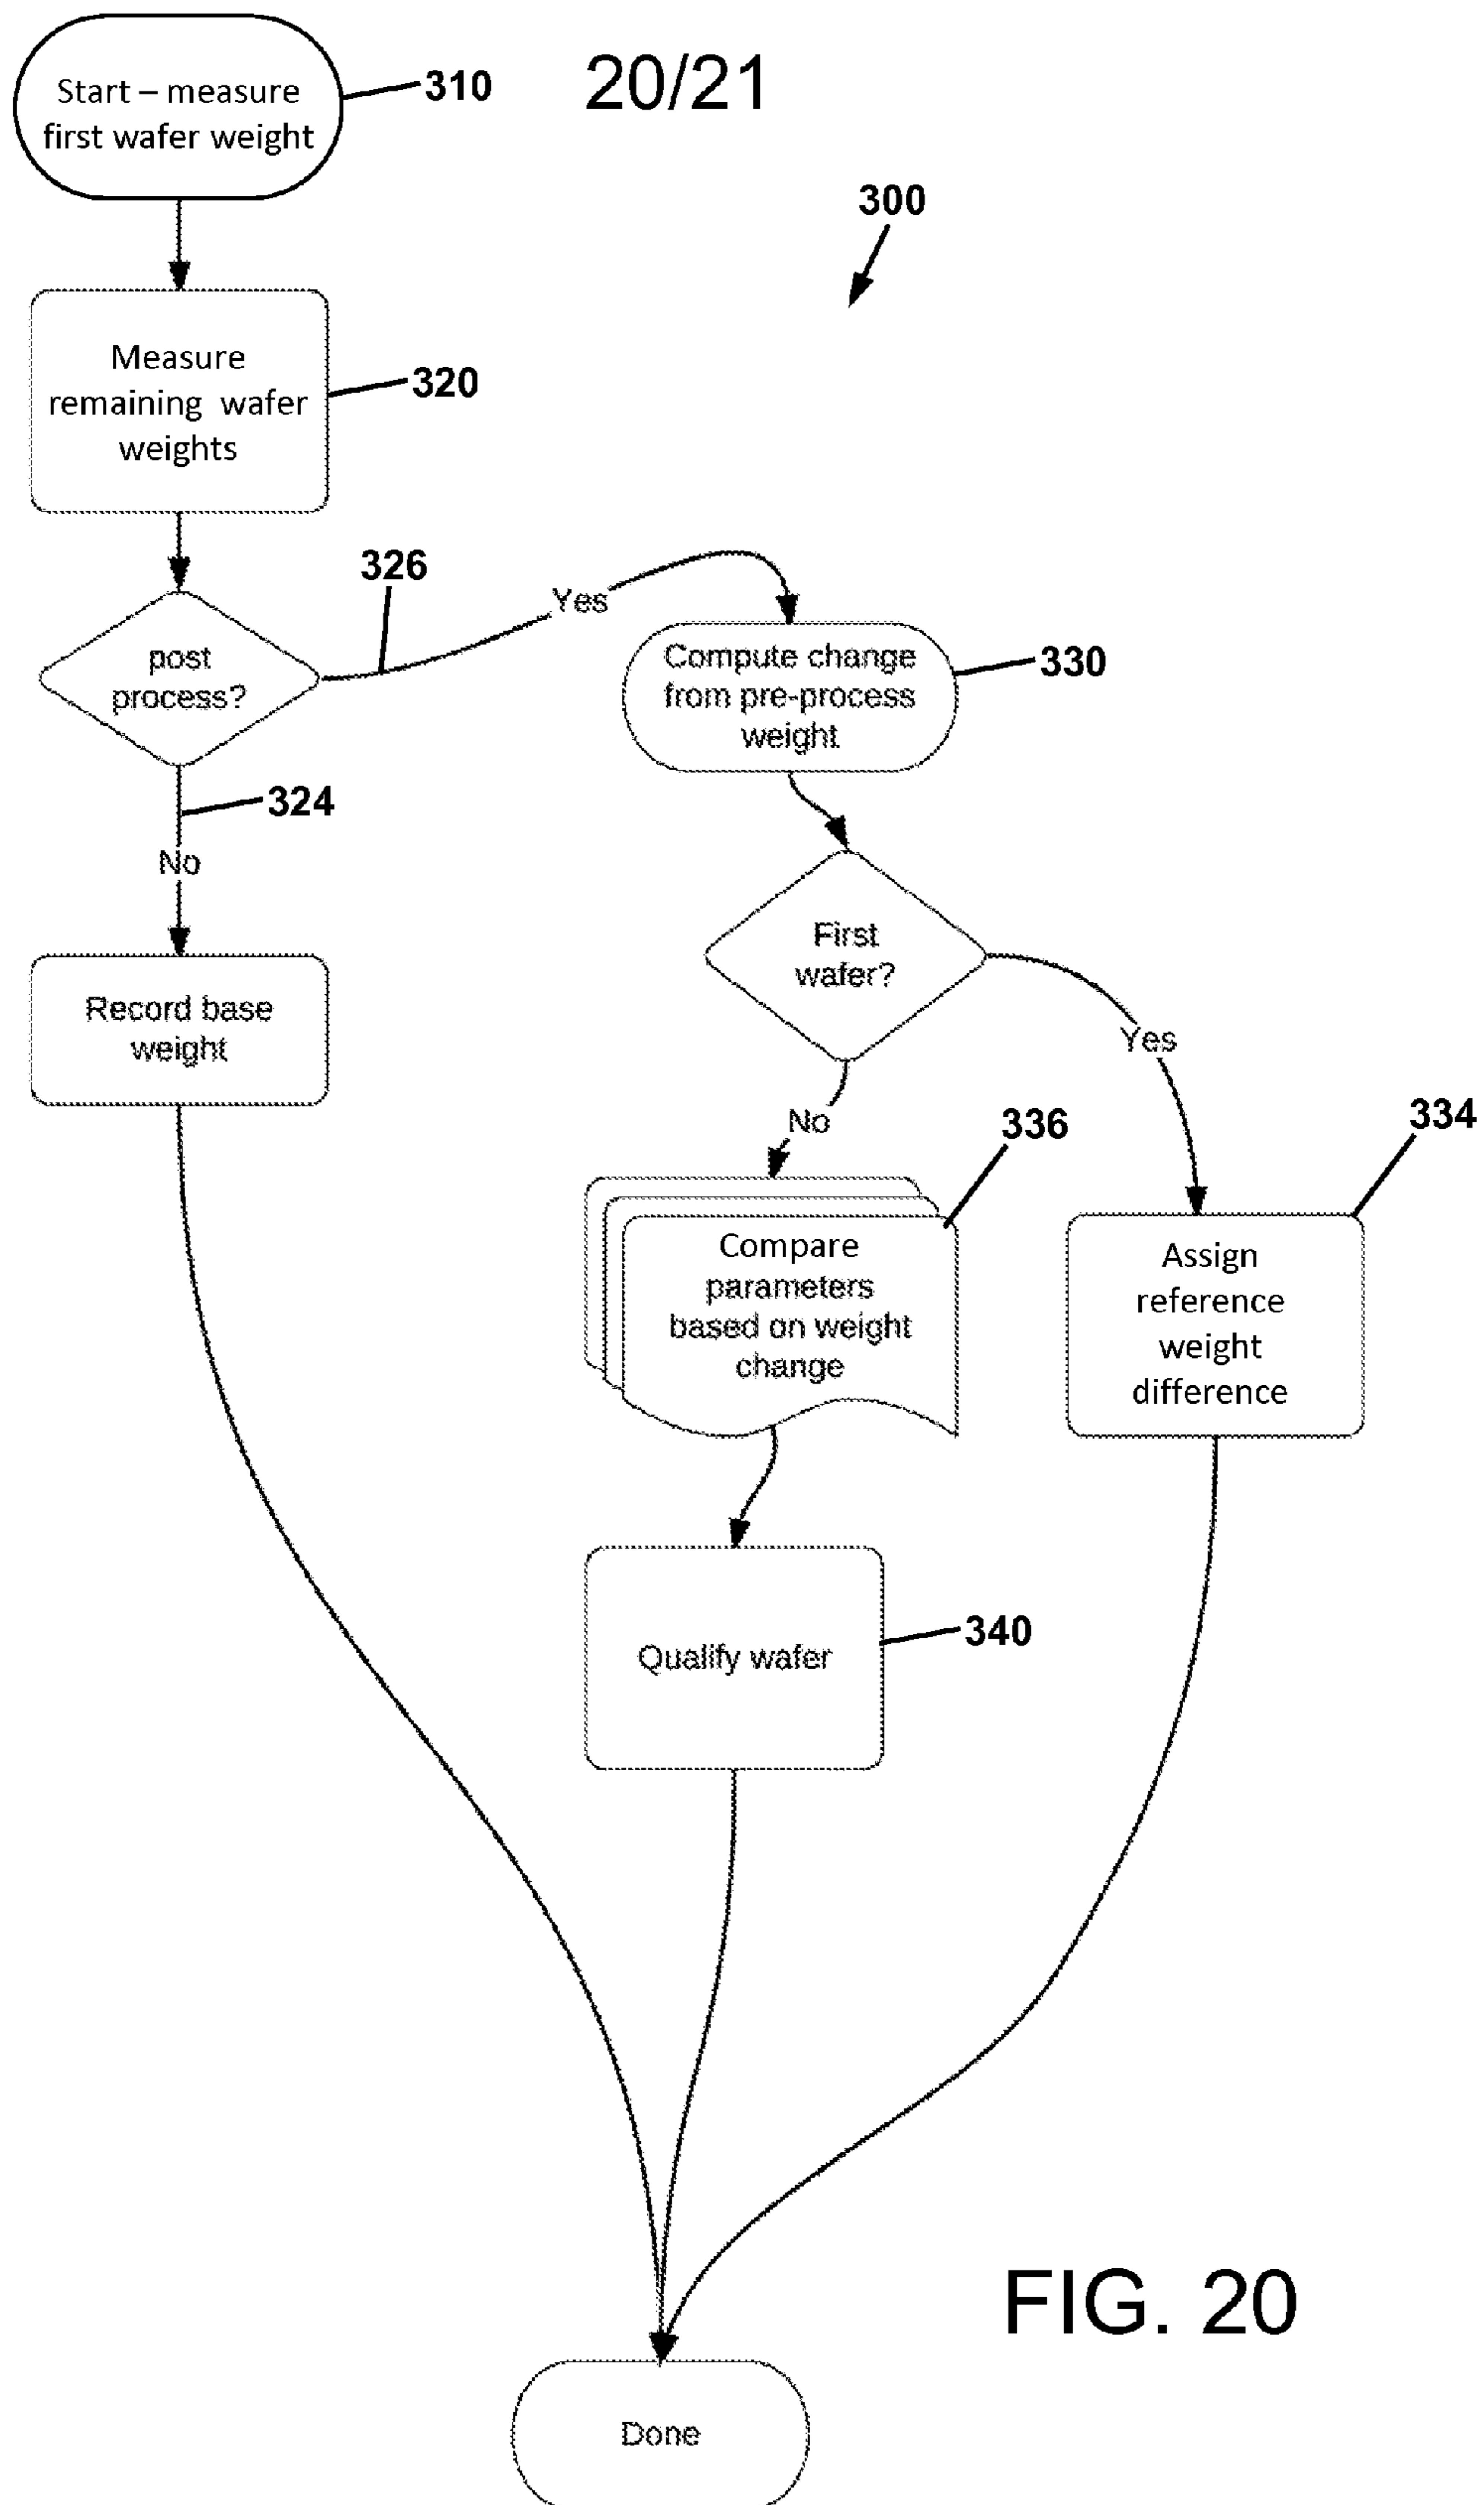 Start – measure
first wafer weight
310
20/21
300
Measure
remaining wafer
weights
320
326
Yes
post
process?
Compute change
from pre-process
weight
330
324
No
First
wafer?
Record base
weight
Yes
No
336
334
Compare
parameters
based on weight
change
Assign
reference
weight
difference
Qualify wafer
340
FIG. 20
Done